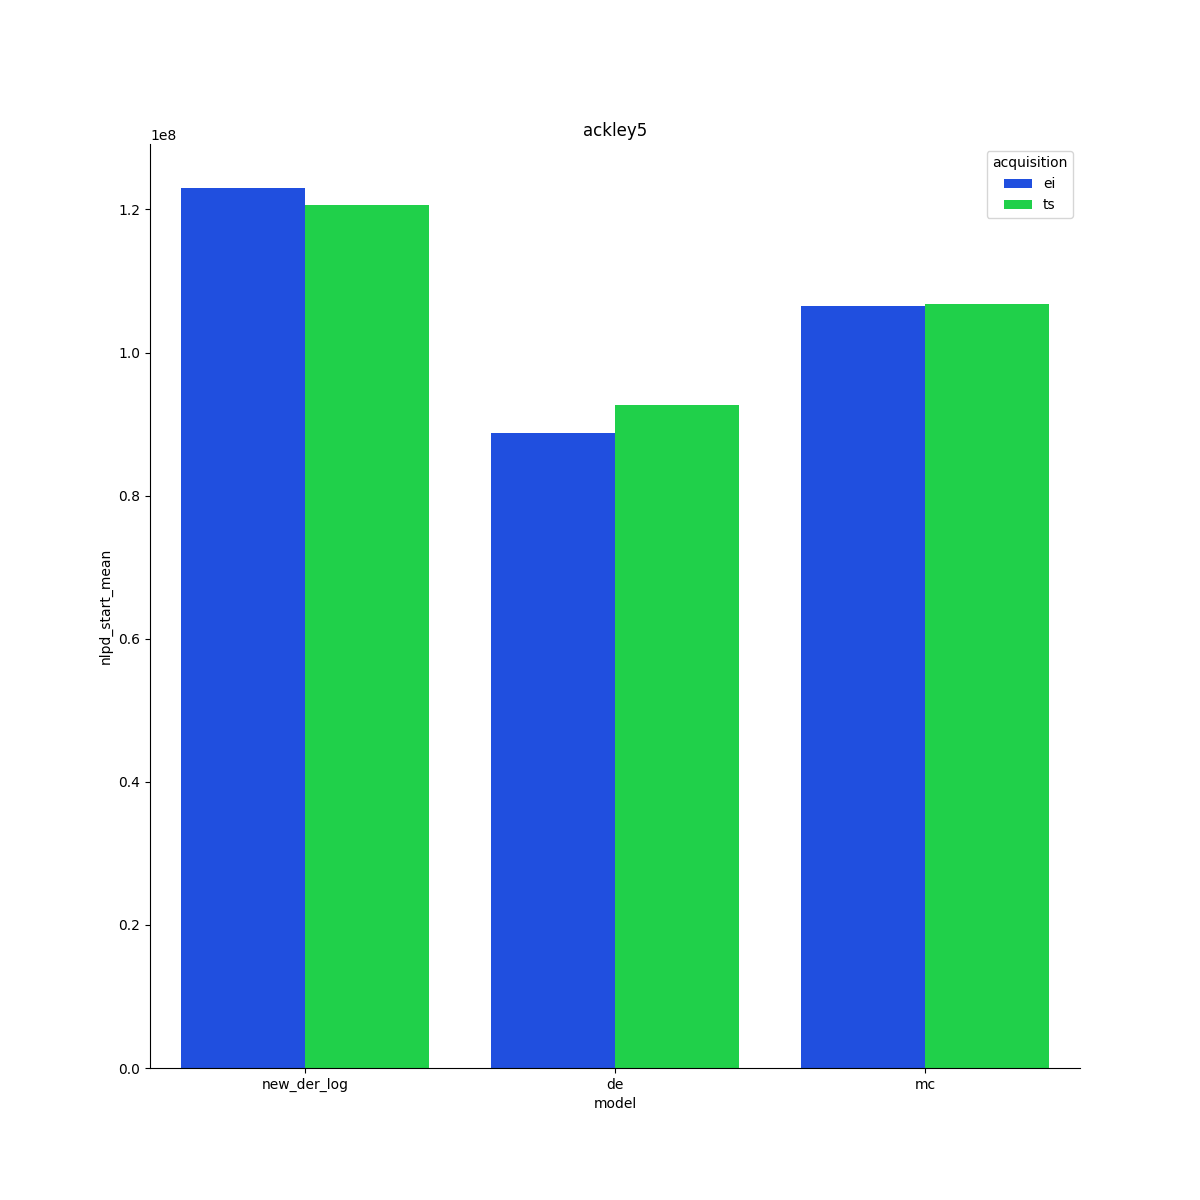 ackley5
1e8
acquisition
ei
ts
1.2
1.0
0.8
0.6
0.4
0.2
0.0
nlpd_start_mean
new_der_log de mc
model